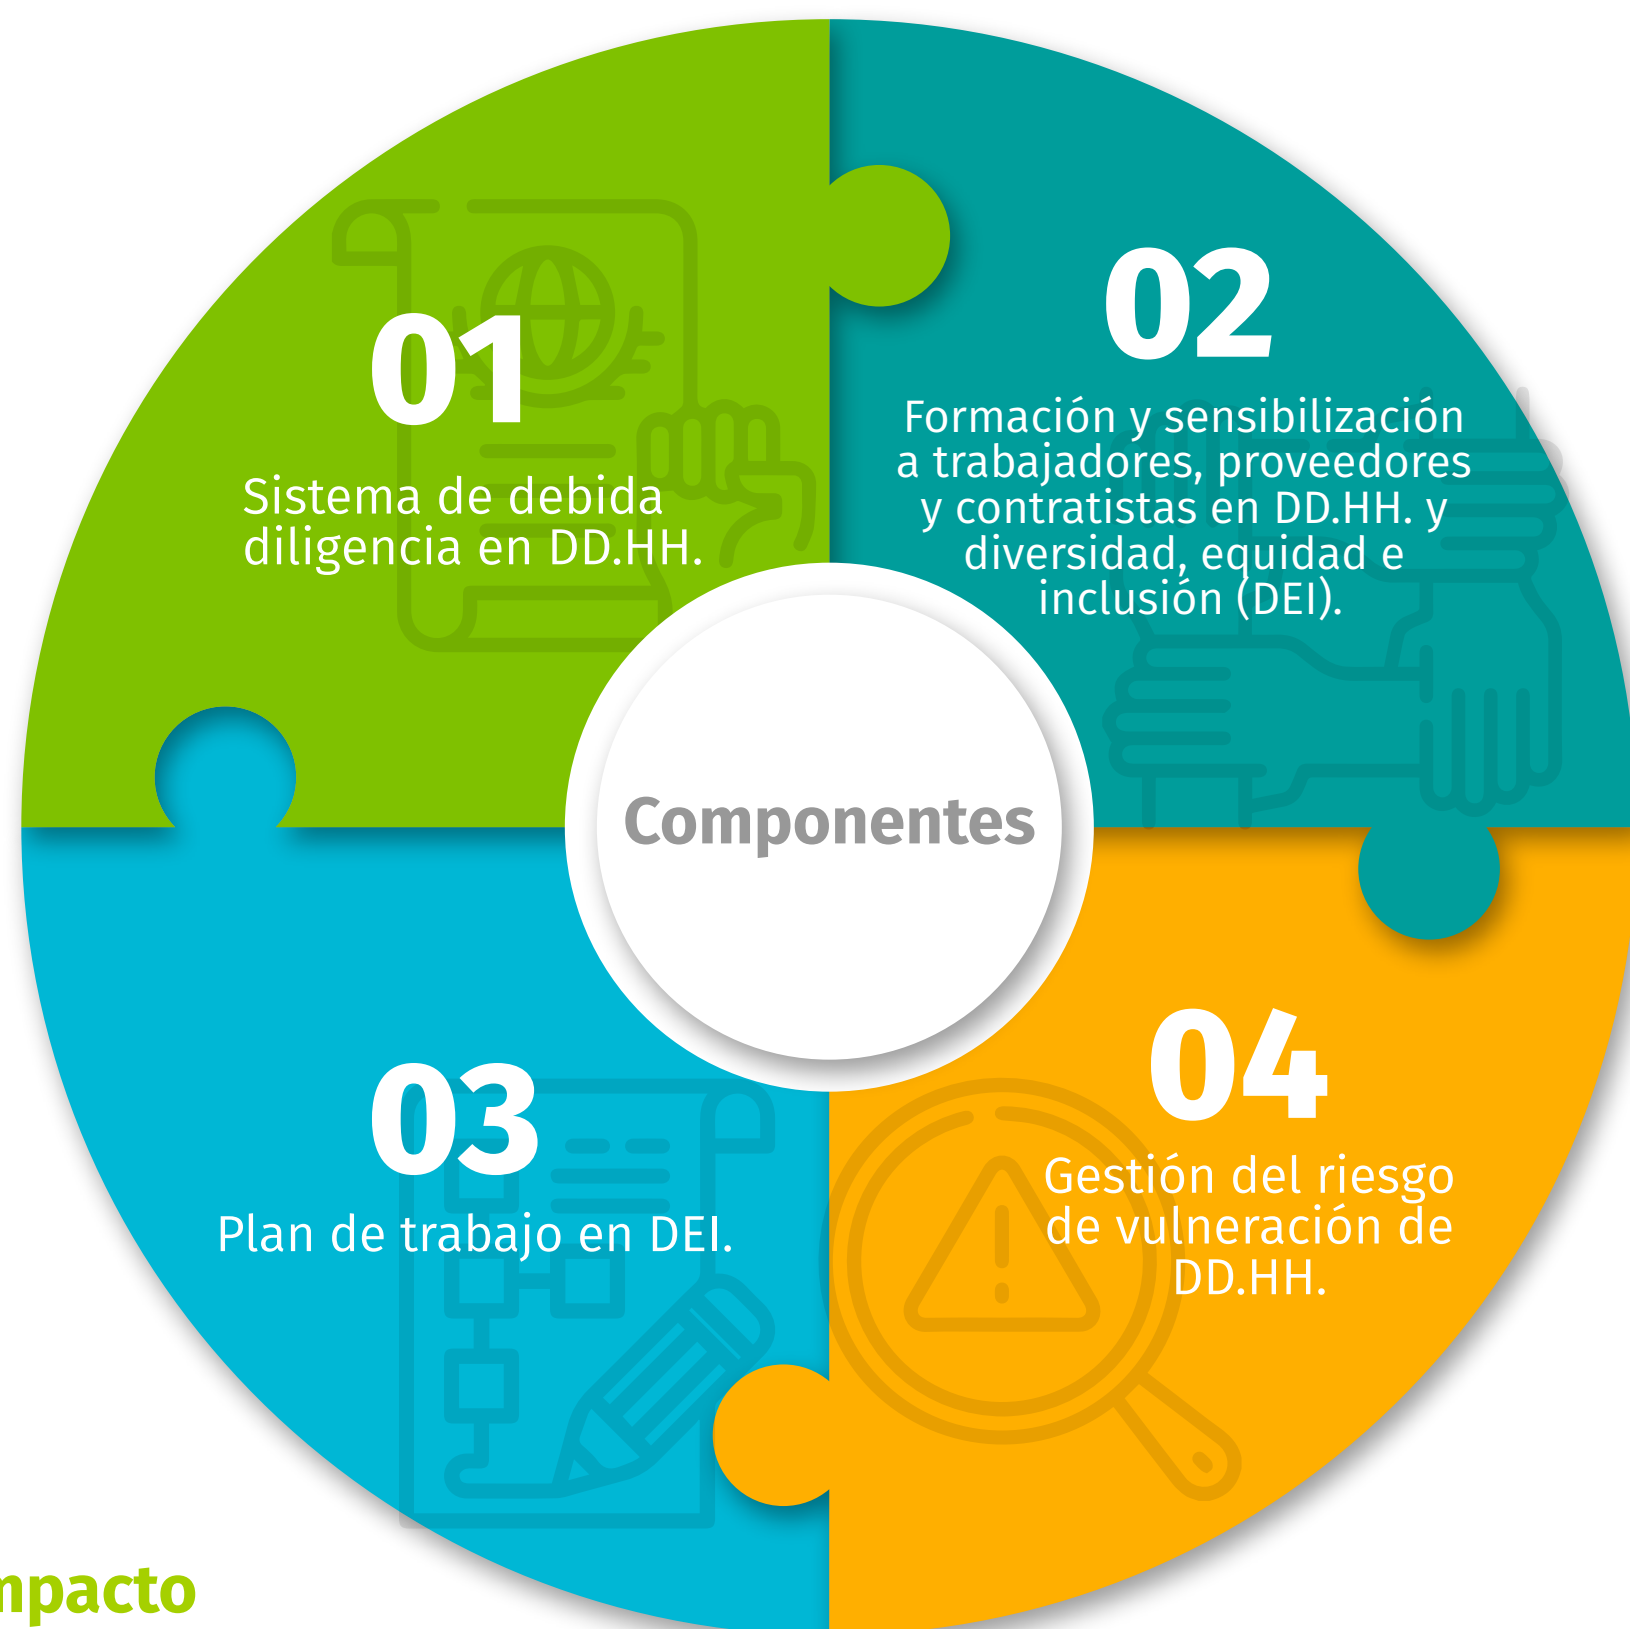 01
Sistema de debida
diligencia en DD.HH.
02
Formación y sensibilización
a trabajadores, proveedores
y contratistas en DD.HH. y
diversidad, equidad e
inclusión (DEI).
Componentes
03
Plan de trabajo en DEI.
04
Gestión del riesgo
de vulneración de
DD.HH.